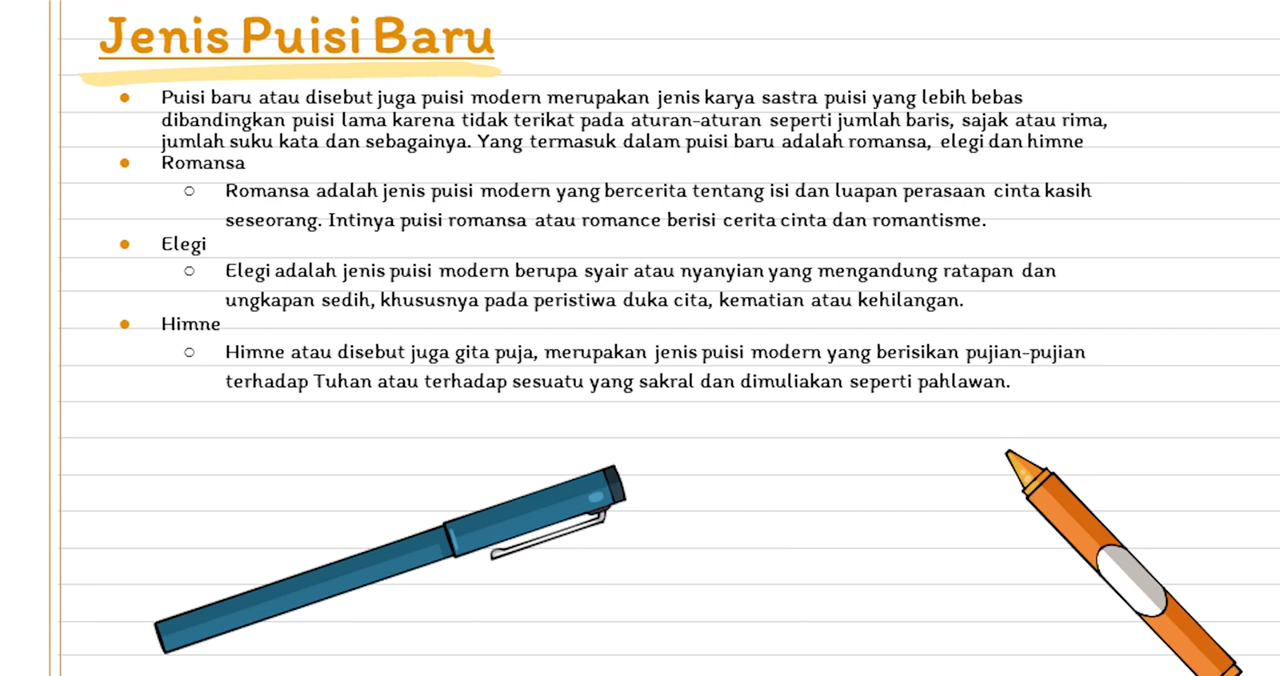 Jenis Puisi Baru
Puisi baru atau disebut juga puisi modern merupakan jenis karya sastra puisi yang lebih bebas
dibandingkan puisi lama karena tidak terikat pada aturan-aturan seperti jumlah baris, sajak atau rima,
jumlah suku kata dan sebagainya. Yang termasuk dalam puisi baru adalah romansa, elegi dan himne
Romansa
Romansa adalah jenis puisi modern yang bercerita tentang isi dan luapan perasaan cinta kasih
seseorang. Intinya puisi romansa atau romance berisi cerita cinta dan romantisme.
Elegi
Elegi adalah jenis puisi modern berupa syair atau nyanyian yang mengandung ratapan dan
ungkapan sedih, khususnya pada peristiwa duka cita, kematian atau kehilangan.
Himne
Himne atau disebut juga gita puja, merupakan jenis puisi modern yang berisikan pujian-pujian
terhadap Tuhan atau terhadap sesuatu yang sakral dan dimuliakan seperti pahlawan.